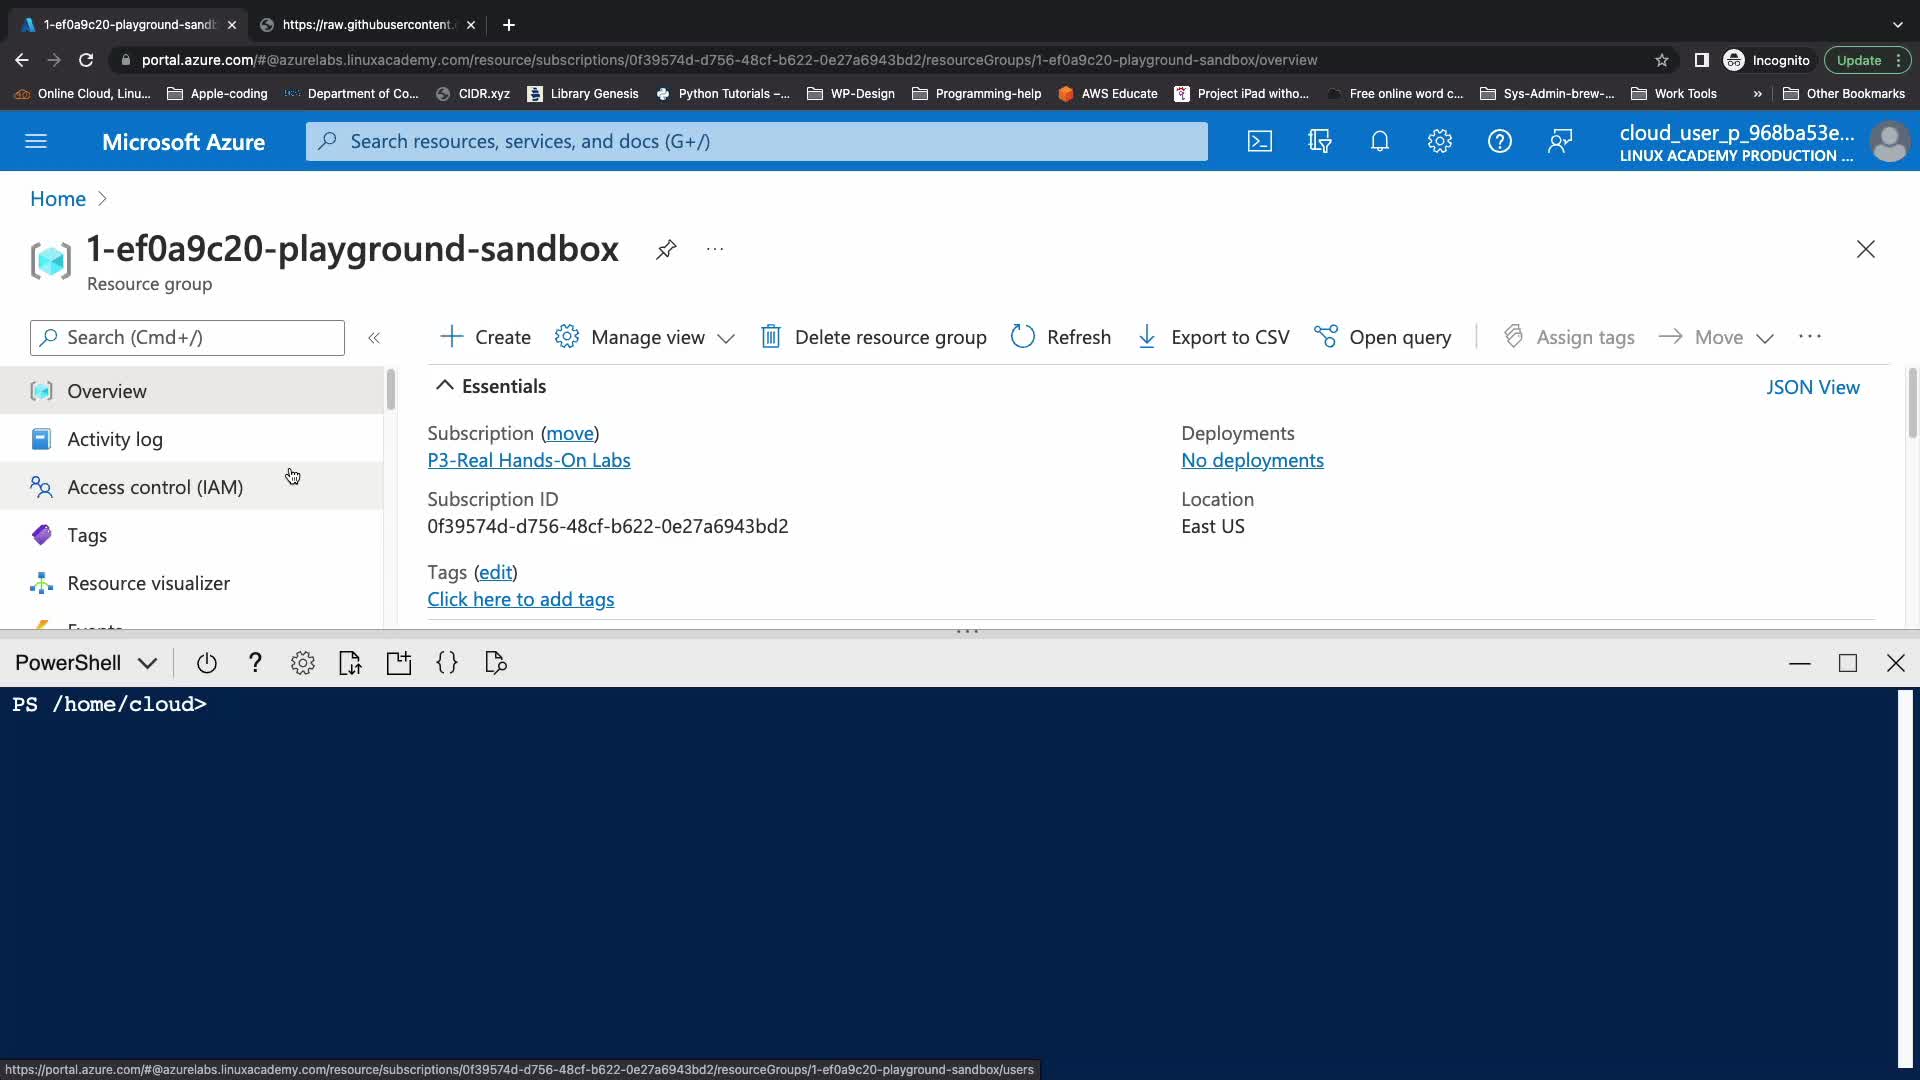 1-ef0a9c20-playground-sandb
https://raw.githubusercontent.
portal.azure.com/#@azurelabs.linuxacademy.com/resource/subscriptions/0f39574d-d756-48cf-b622-0e27a6943bd2/resourceGroups/1-ef0a9c20-playground-sandbox/overview
Incognito
Update
Online Cloud, Linu...
Apple-coding
Department of Co...
CIDR.xyz
Library Genesis
Python Tutorials –...
WP-Design
Programming-help
AWS Educate
Project iPad witho...
Free online word c...
Sys-Admin-brew-...
Work Tools
»
Other Bookmarks
Microsoft Azure
Search resources, services, and docs (G+/)
cloud_user_p_968ba53e...
LINUX ACADEMY PRODUCTION ...
Home >
1-ef0a9c20-playground-sandbox
...
Resource group
Search (Cmd+/)
«
Create
Manage view
Delete resource group
Refresh
Export to CSV
Open query
Assign tags
Move
...
Overview
Activity log
Access control (IAM)
Tags
Resource visualizer
Events
Essentials
JSON View
Subscription (move)
P3-Real Hands-On Labs
Subscription ID
0f39574d-d756-48cf-b622-0e27a6943bd2
Tags (edit)
Click here to add tags
Deployments
No deployments
Location
East US
PowerShell
?
{}
PS /home/cloud>
https://portal.azure.com/#@azurelabs.linuxacademy.com/resource/subscriptions/0f39574d-d756-48cf-b622-0e27a6943bd2/resourceGroups/1-ef0a9c20-playground-sandbox/users